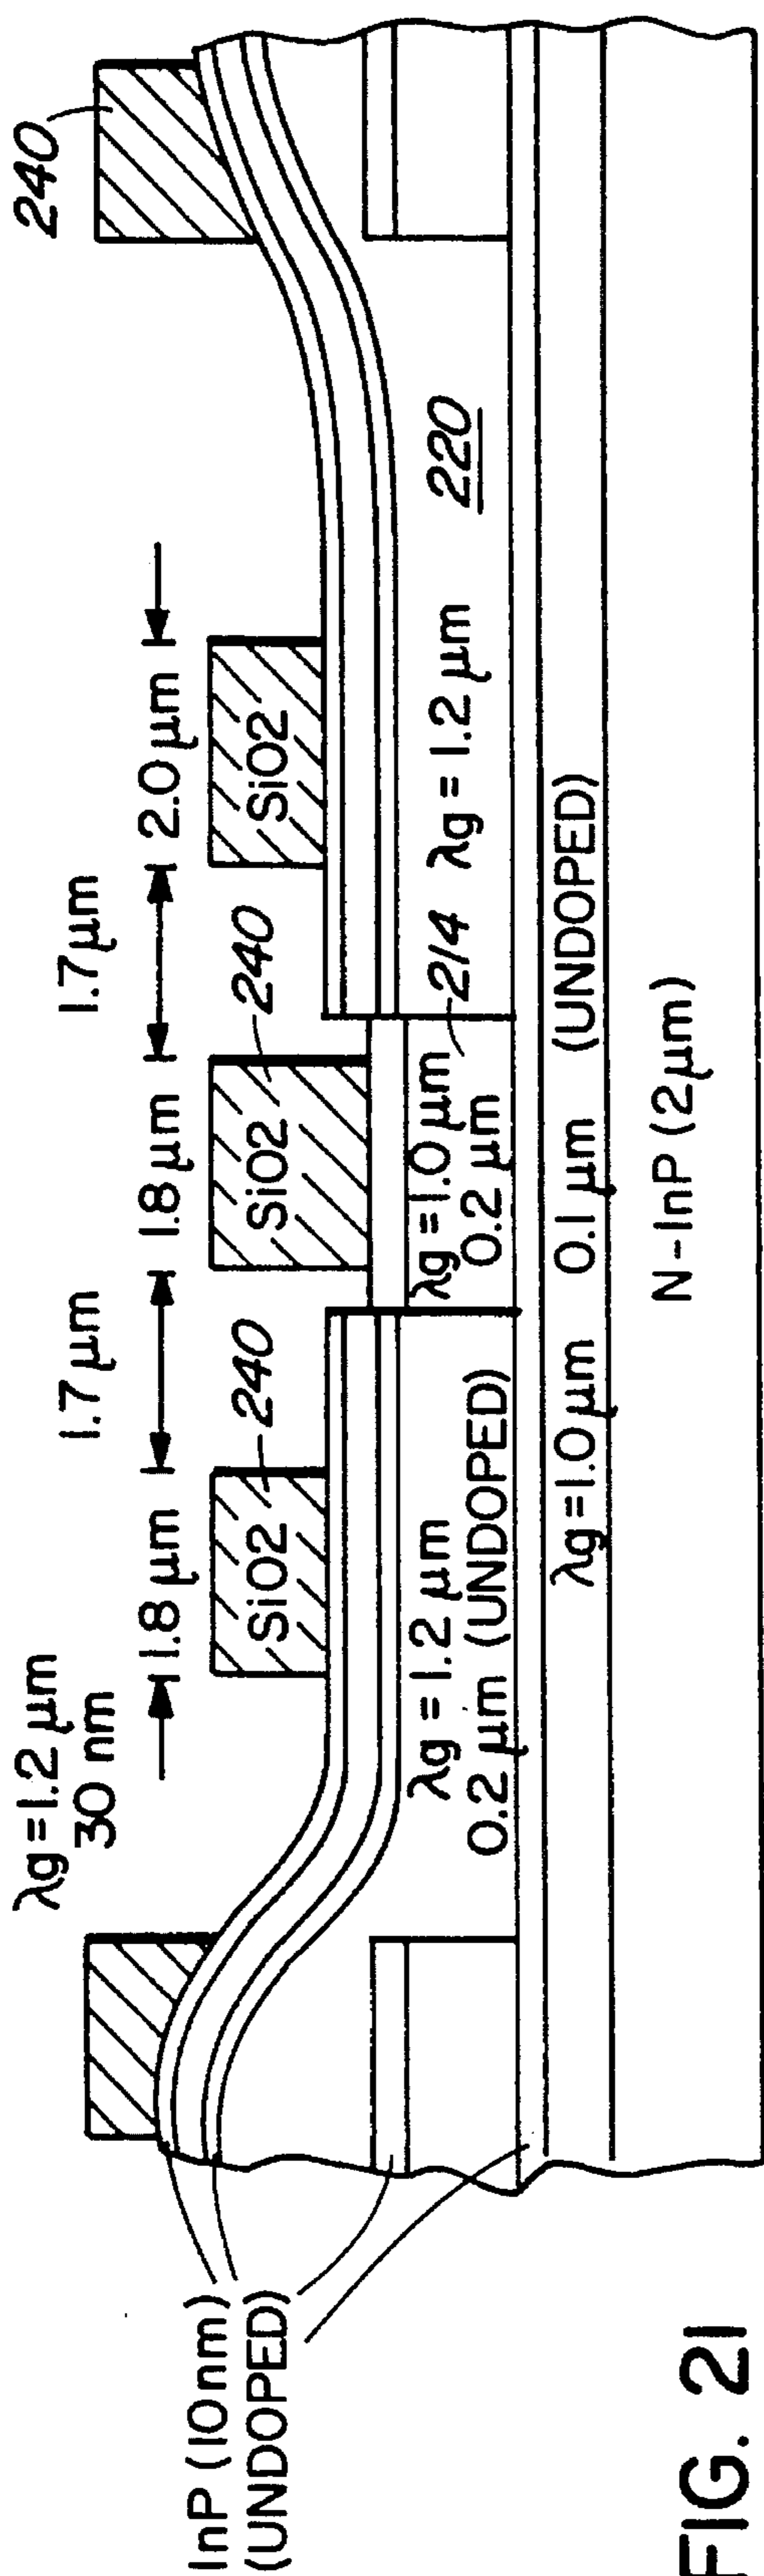 λg=1.2 μm
30 nm
1.7 μm
1.7 μm
240
1.8 μm
1.8 μm
2.0 μm
240
240
SiO2
SiO2
SiO2
InP (10nm)
(UNDOPED)
λg = 1.2 μm
0.2 μm (UNDOPED)
λg =1.0 μm
0.2 μm
214
λg = 1.2 μm
220
λg=1.0 μm 0.1 μm (UNDOPED)
N-InP (2μm)
FIG. 21